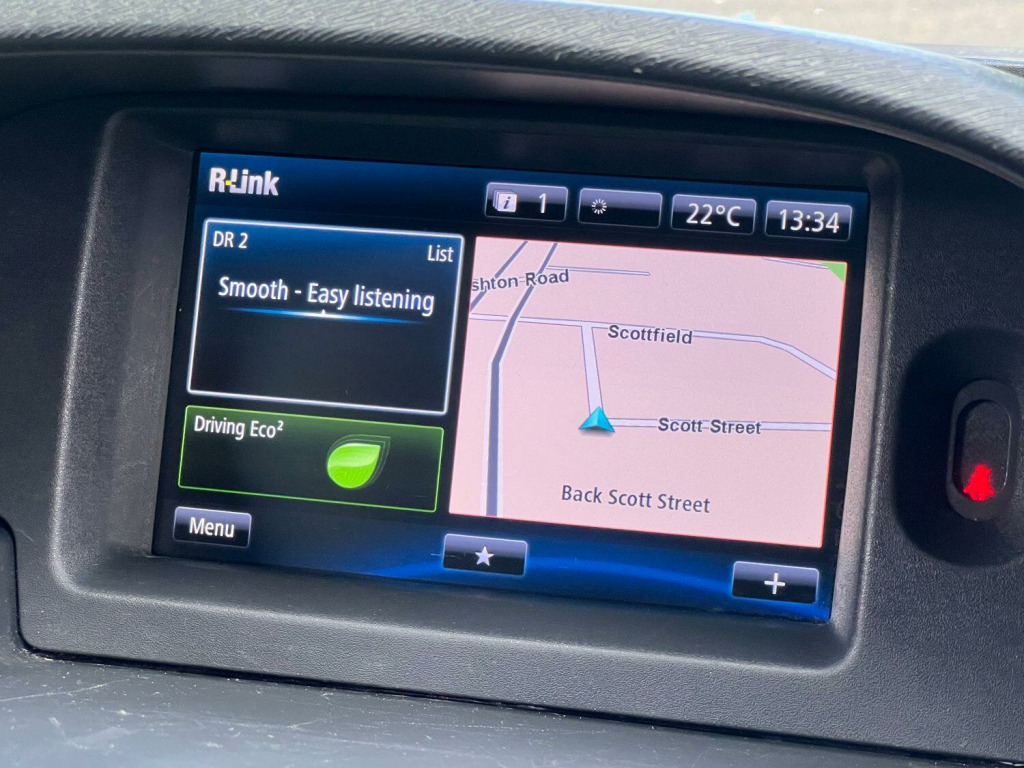 R-Link
i 1
22°C
13:34
DR 2
List
Smooth - Easy listening
shton Road
Scottfield
Scott Street
Back Scott Street
Driving Eco²
Menu
+